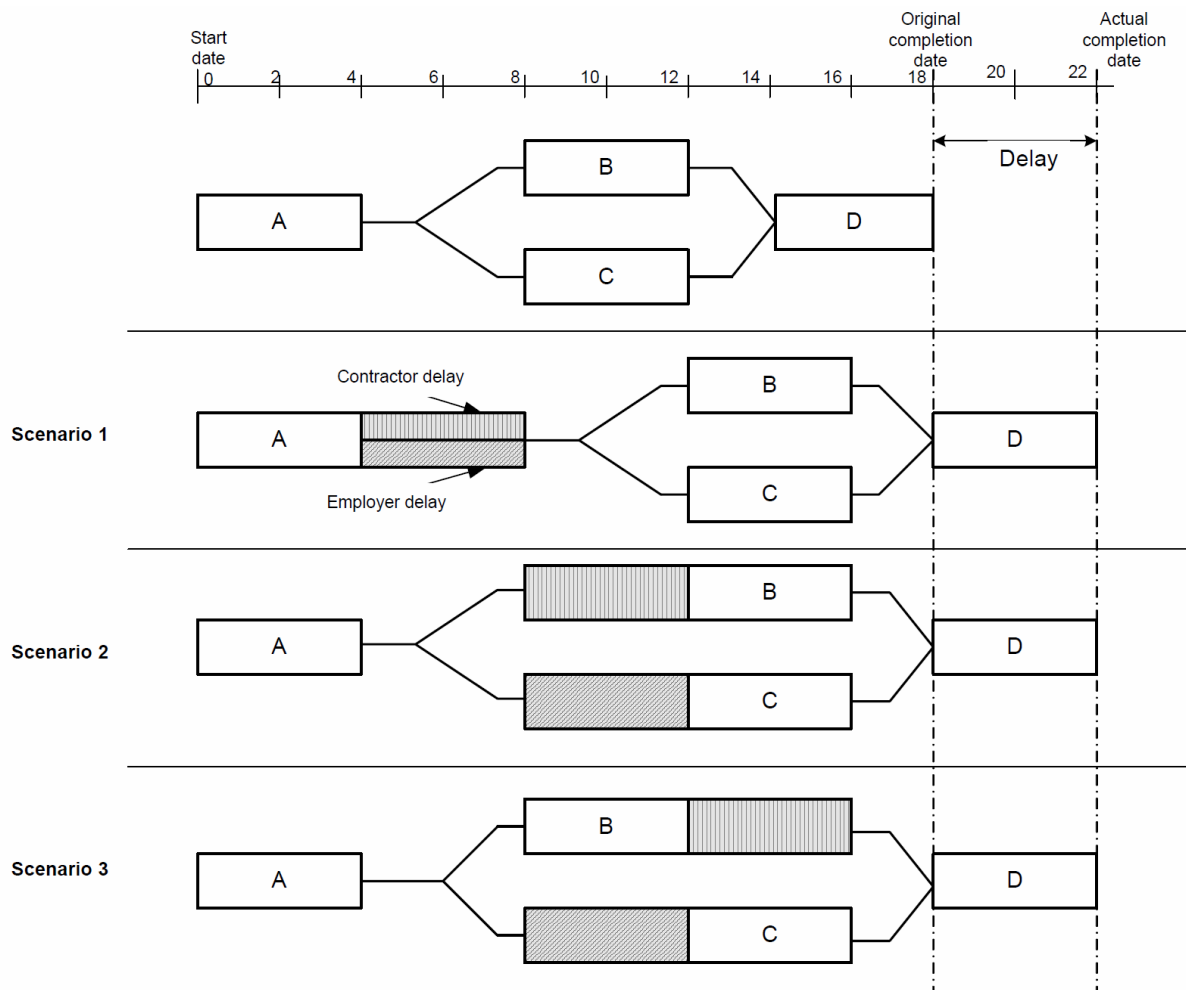 Start
date
Original
completion
date
Actual
completion
date
0 2 4 6 8 10 12 14 16 18 20 22
Delay
B
A
D
C
Contractor delay
B
Scenario 1
A
D
Employer delay
C
B
Scenario 2
A
D
C
B
Scenario 3
A
D
C